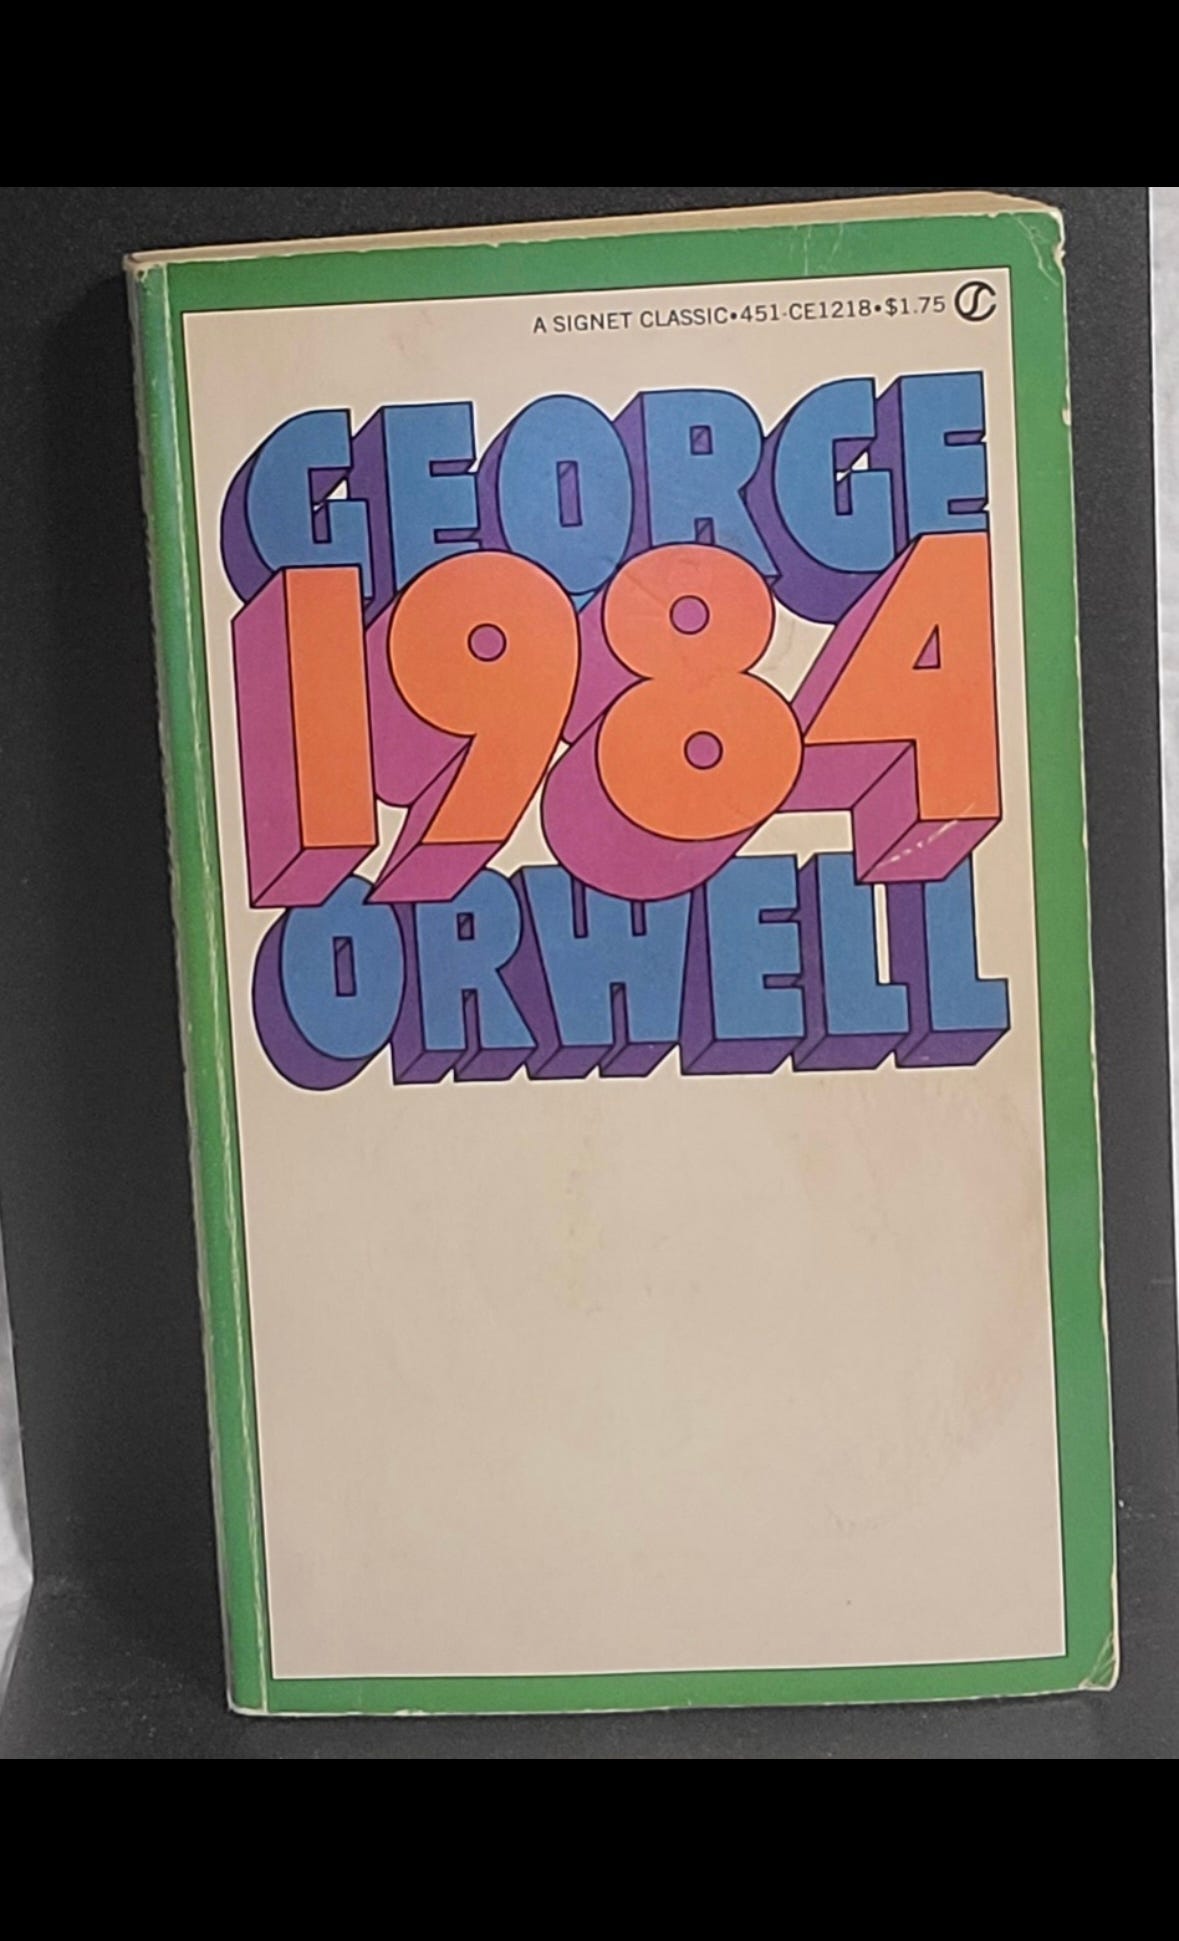 A SIGNET CLASSIC•451-CE1218•$1.75
GEORGE
1984
ORWELL